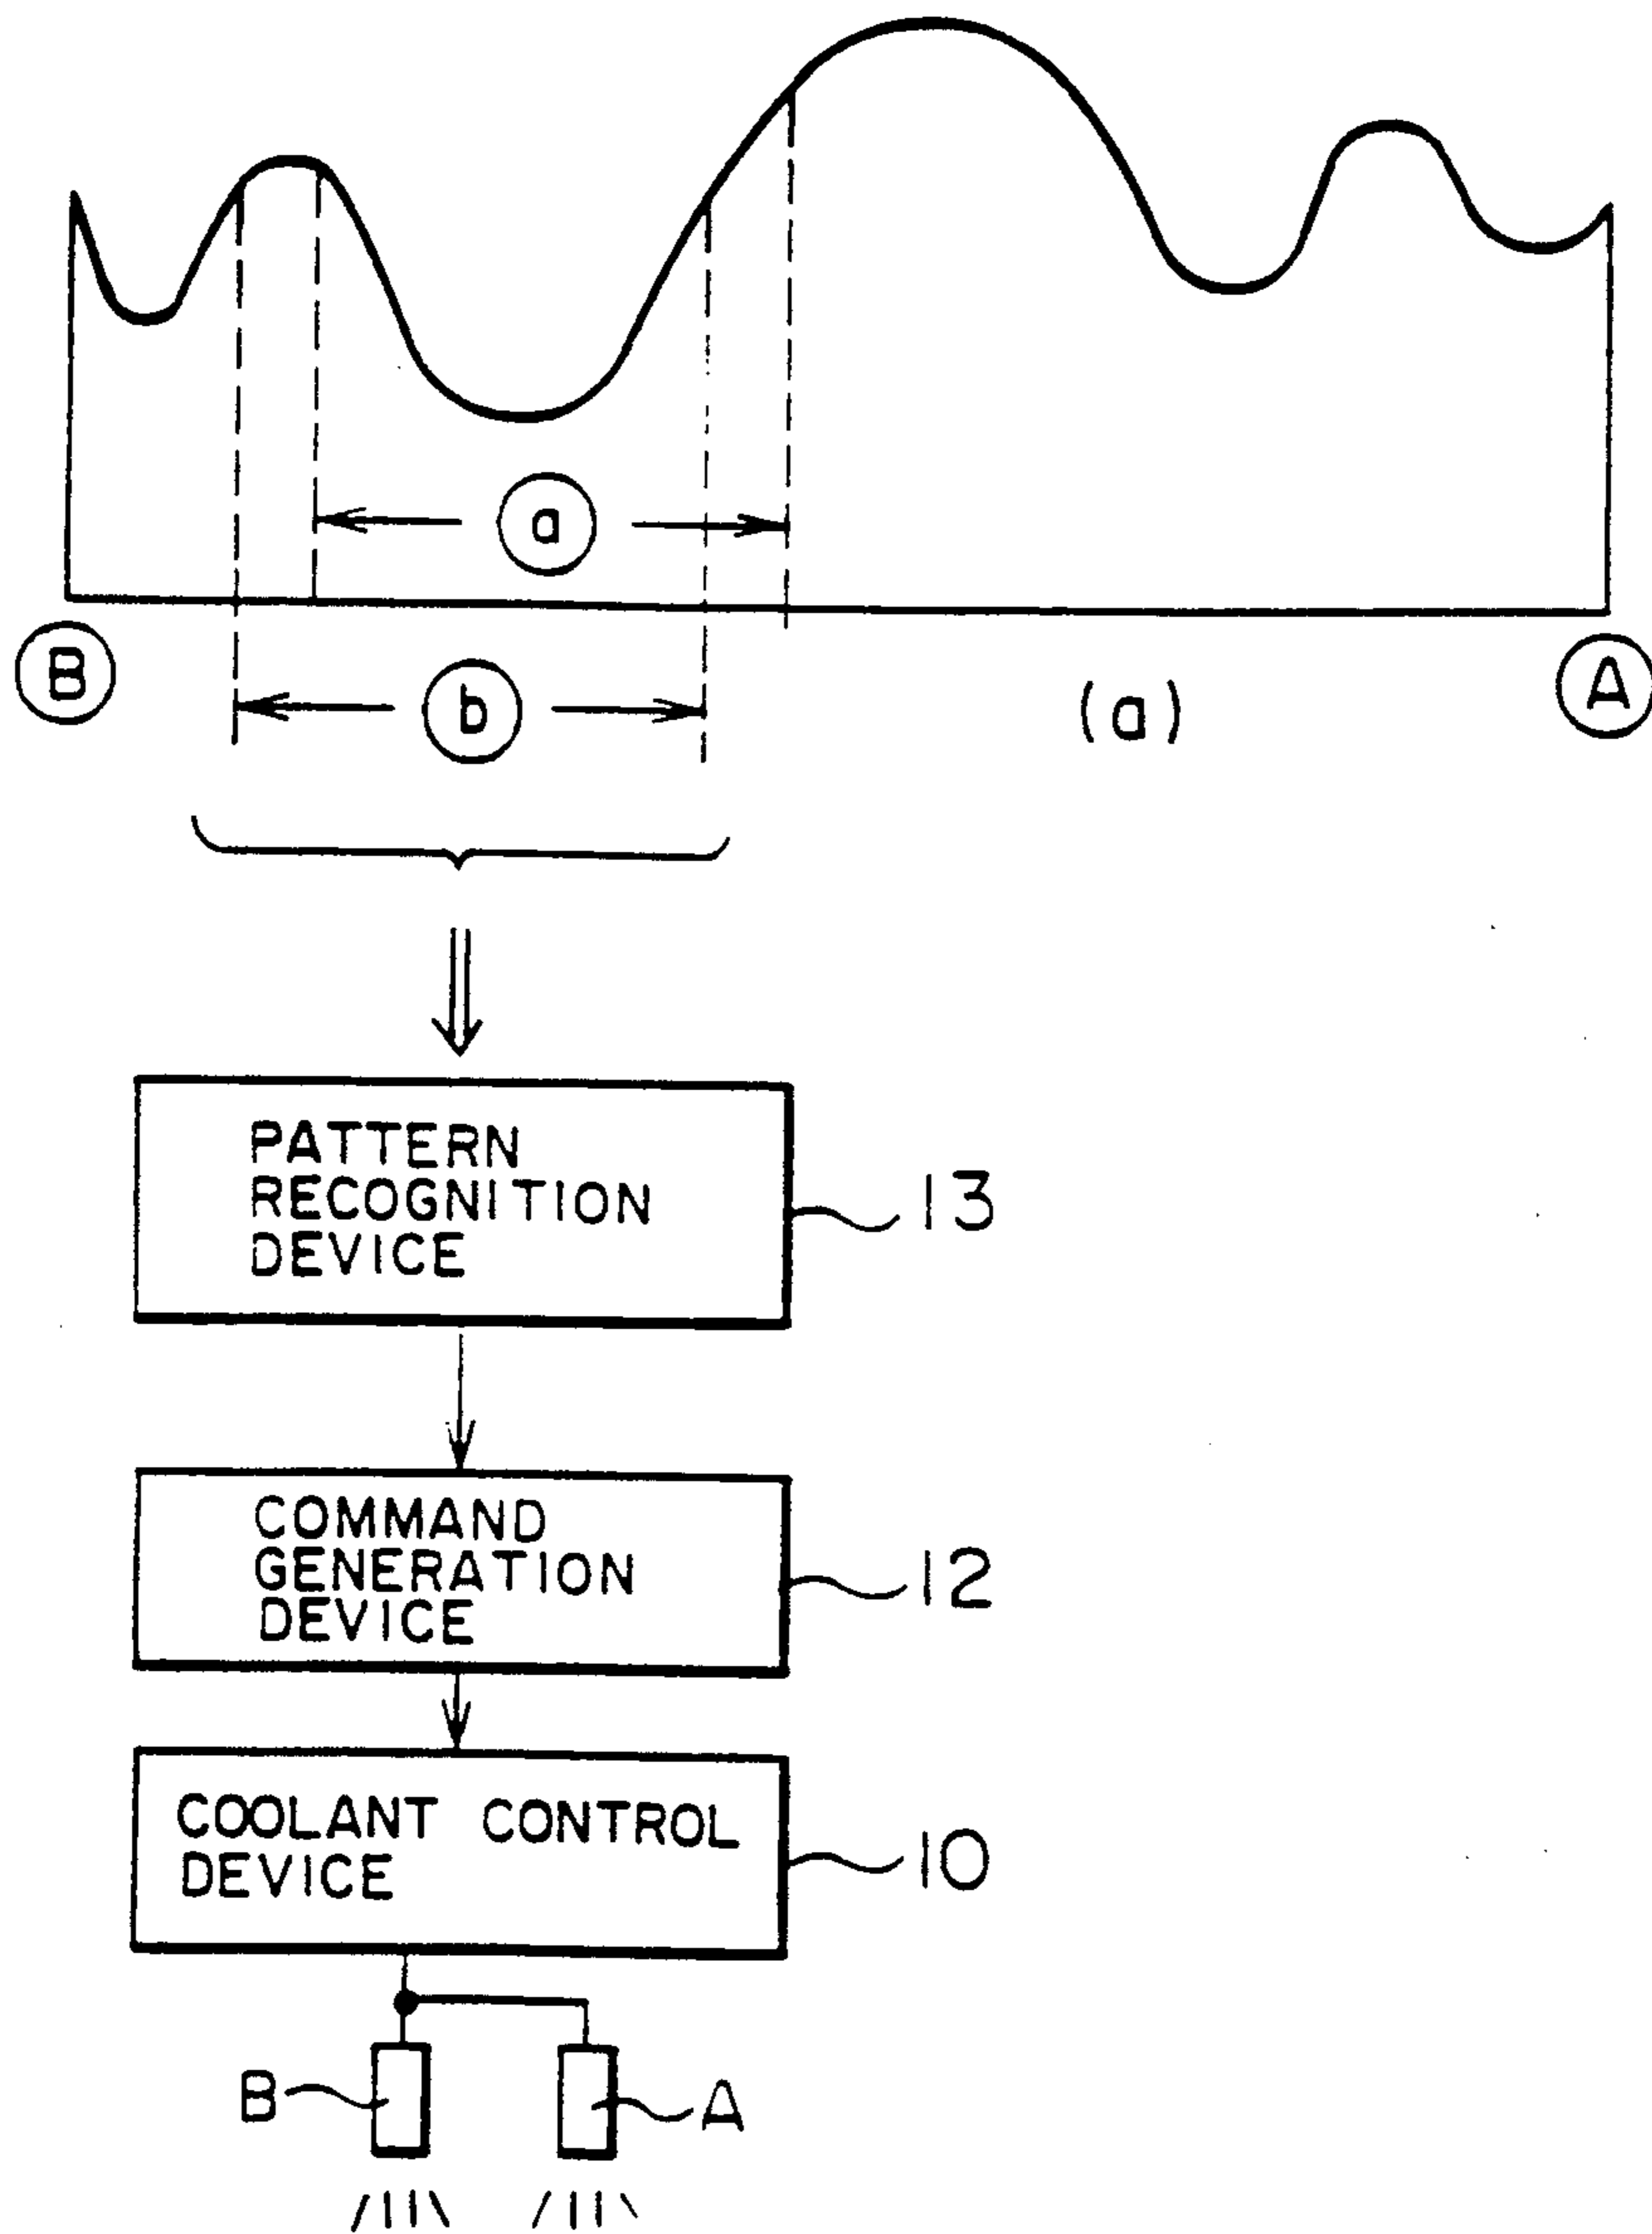 a
B
A
b
(a)
PATTERN
RECOGNITION
DEVICE
13
COMMAND
GENERATION
DEVICE
12
COOLANT CONTROL
DEVICE
10
B
A